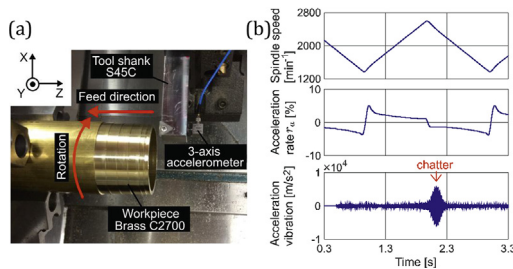 (a)
X
Y
Z
Tool shank
S45C
Feed direction
Rotation
3-axis
accelerometer
Workpiece
Brass C2700
(b)
Spindle speed
[min⁻¹]
2800
2000
1200
Acceleration
rate rₐ [%]
10
0
-10
Acceleration
vibration [m/s2]
×10⁴
1
0
-1
chatter
0.3 1.3 2.3 3.3
Time [s]